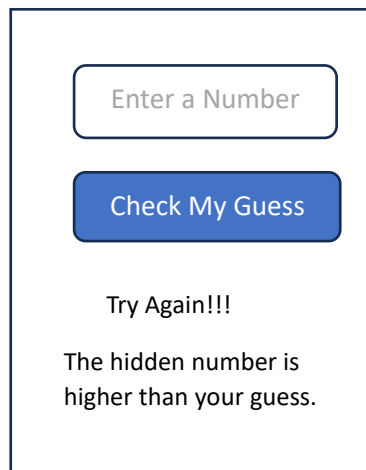 Enter a Number
Check My Guess
Try Again!!!
The hidden number is
higher than your guess.